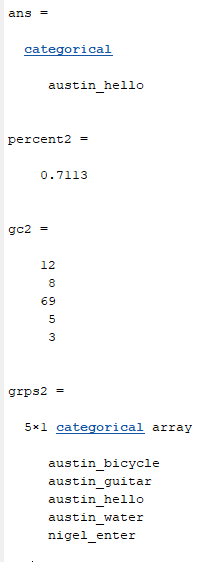 ans =
categorical
austin_hello
percent2 =
0.7113
gc2 =
12
8
69
5
3
grps2 =
5×1 categorical array
austin_bicycle
austin_guitar
austin_hello
austin_water
nigel_enter